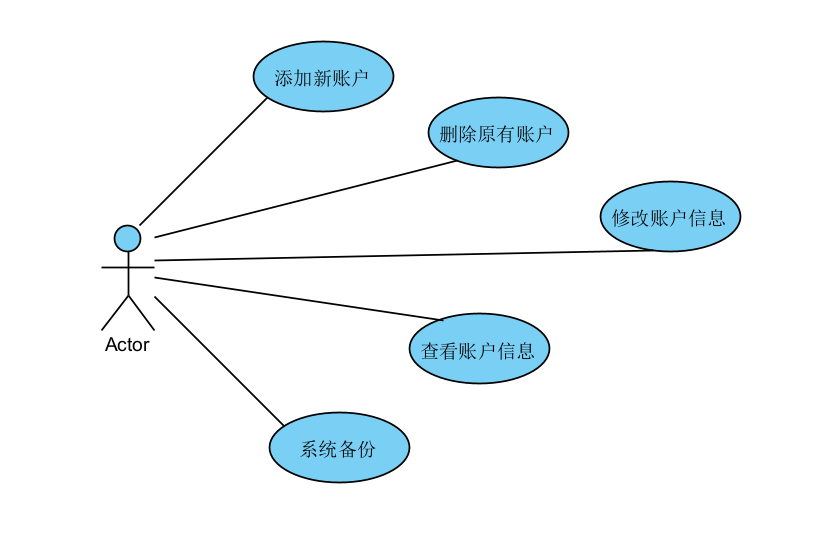 添加新账户
删除原有账户
修改账户信息
Actor
查看账户信息
系统备份